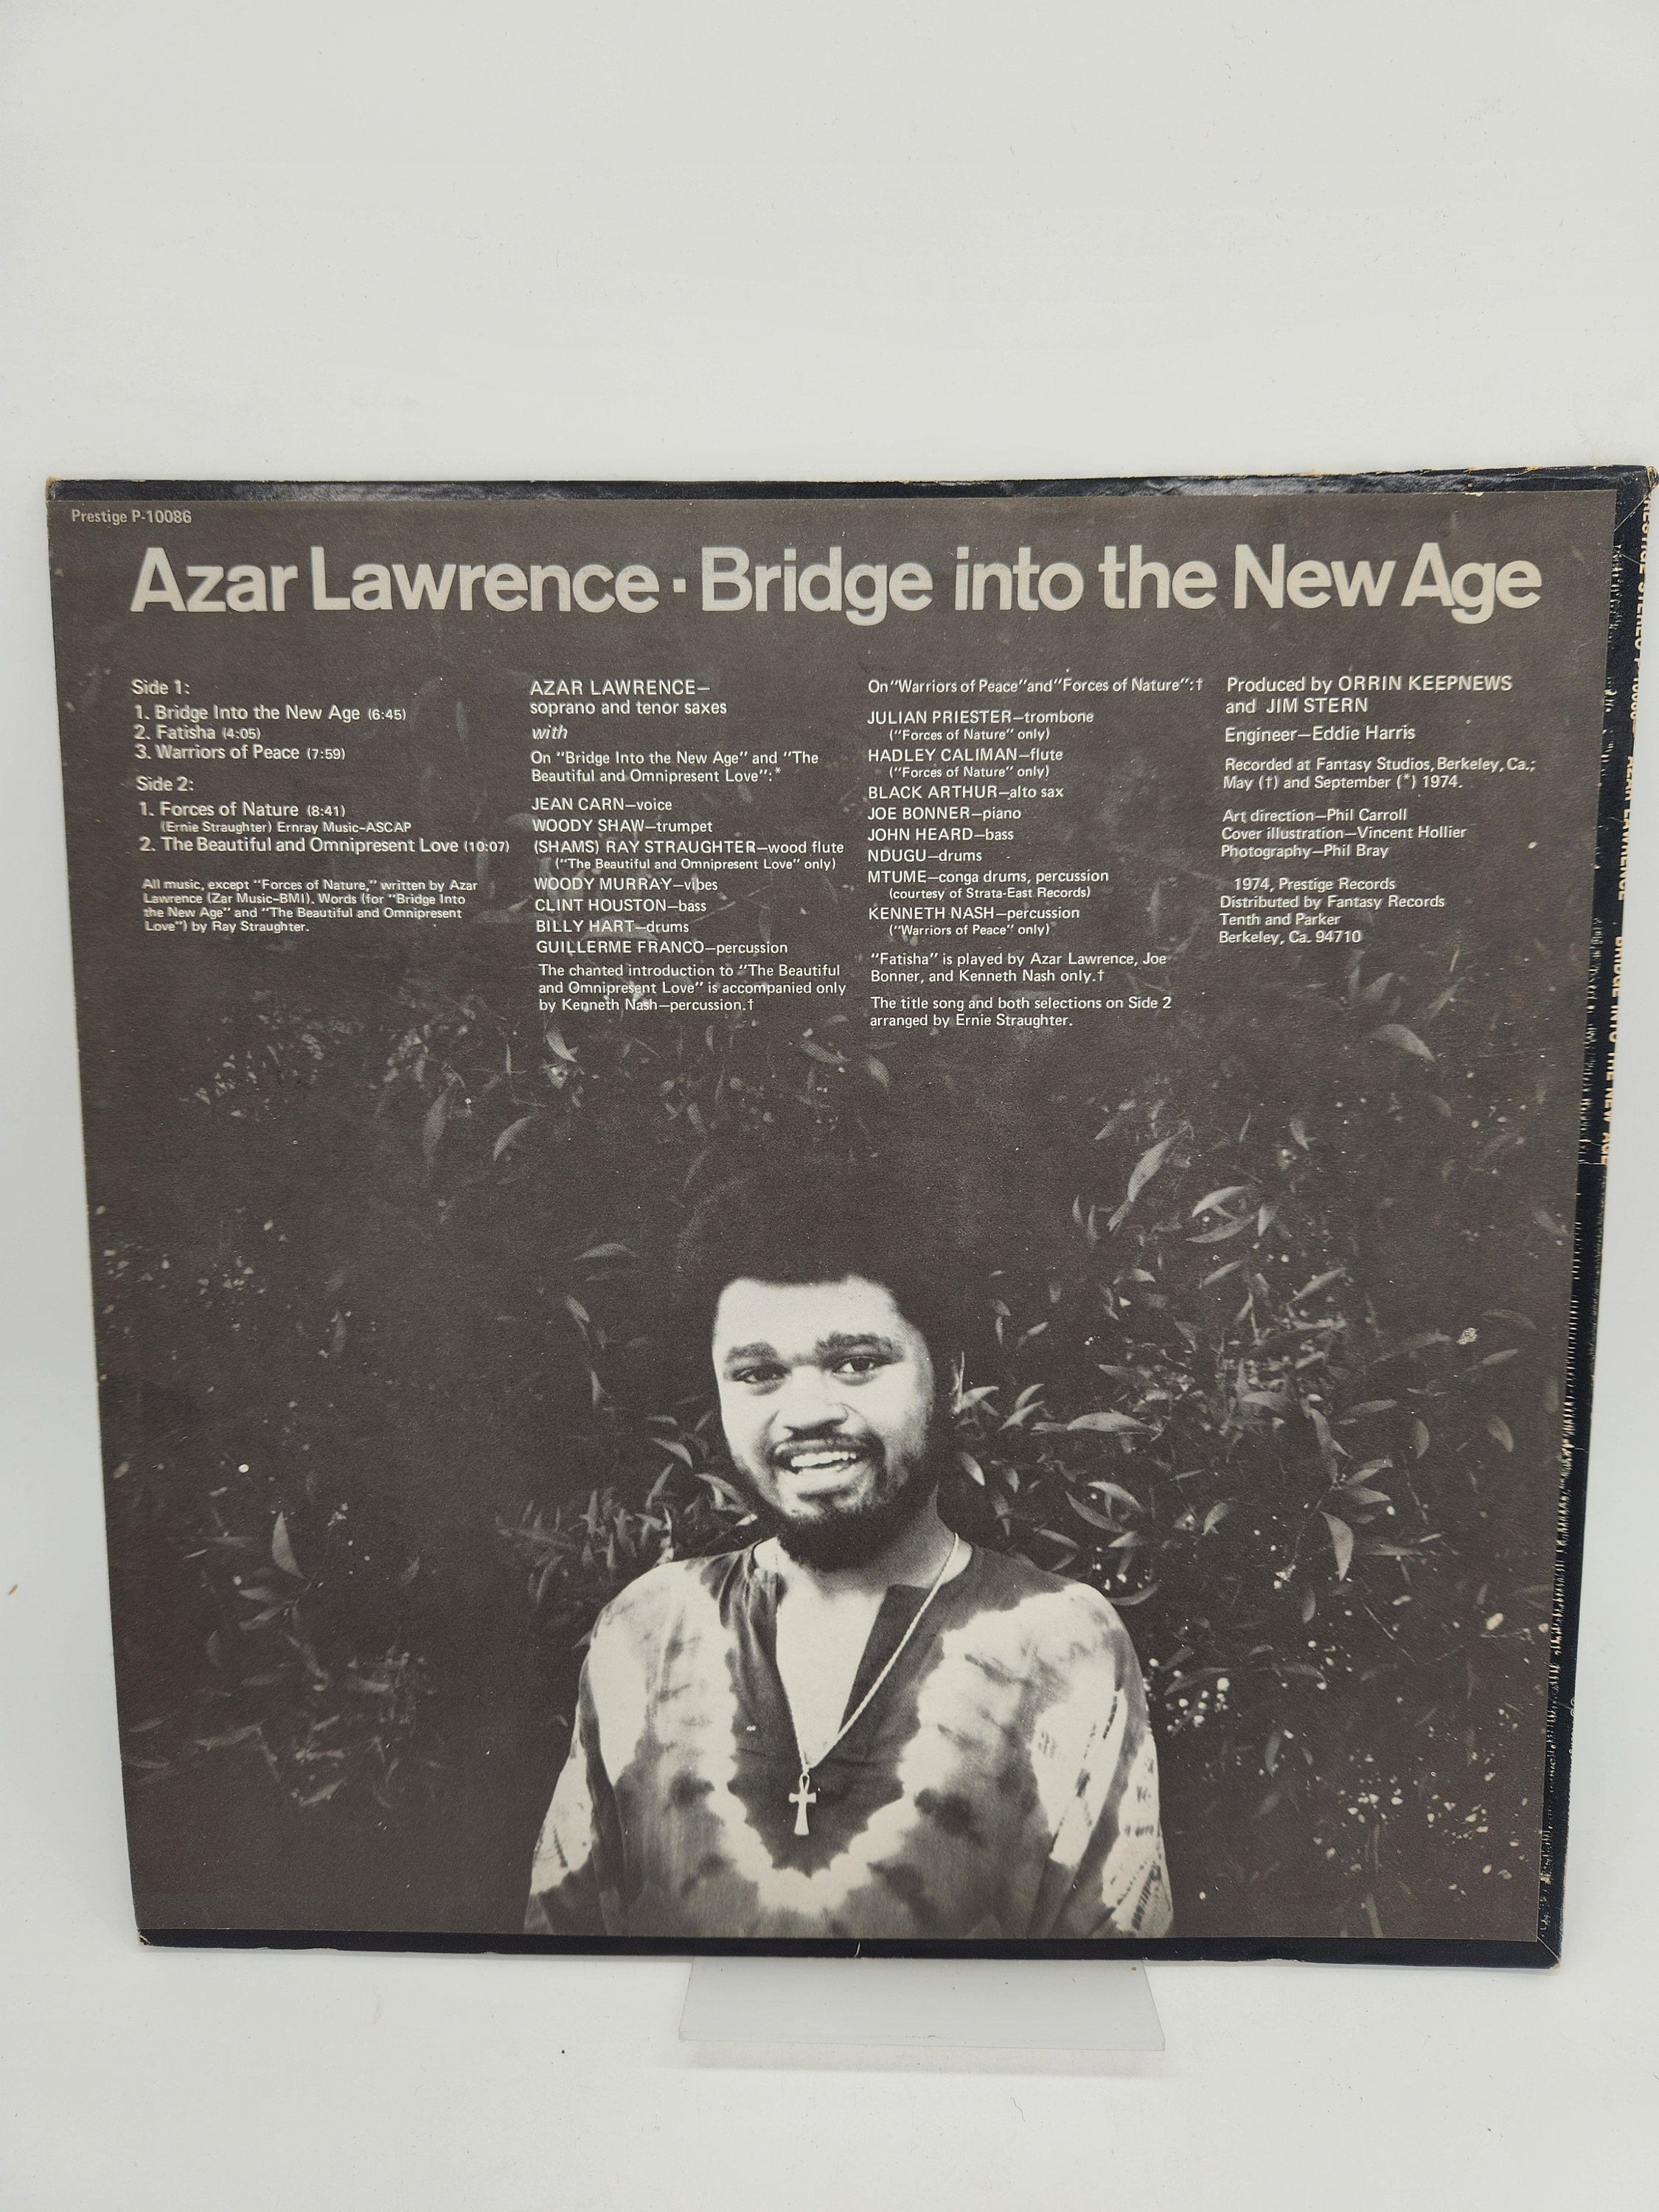 Prestige P-10086
Azar Lawrence · Bridge into the New Age
Side 1:
1. Bridge Into the New Age (6:45)
2. Fatisha (4:05)
3. Warriors of Peace (7:59)
Side 2:
1. Forces of Nature (8:41)
(Ernie Straughter) Ernray Music–ASCAP
2. The Beautiful and Omnipresent Love (10:07)
All music, except “Forces of Nature,” written by Azar
Lawrence (Zar Music–BMI). Words (for “Bridge Into
the New Age” and “The Beautiful and Omnipresent
Love”) by Ray Straughter.
AZAR LAWRENCE—
soprano and tenor saxes
with
On “Bridge Into the New Age” and “The
Beautiful and Omnipresent Love”:*
JEAN CARN—voice
WOODY SHAW—trumpet
(SHAMS) RAY STRAUGHTER—wood flute
(“The Beautiful and Omnipresent Love” only)
WOODY MURRAY—vibes
CLINT HOUSTON—bass
BILLY HART—drums
GUILLERME FRANCO—percussion
The chanted introduction to “The Beautiful
and Omnipresent Love” is accompanied only
by Kenneth Nash—percussion.†
On “Warriors of Peace” and “Forces of Nature”:†
JULIAN PRIESTER—trombone
(“Forces of Nature” only)
HADLEY CALIMAN—flute
(“Forces of Nature” only)
BLACK ARTHUR—alto sax
JOE BONNER—piano
JOHN HEARD—bass
NDUGU—drums
MTUME—conga drums, percussion
(courtesy of Strata-East Records)
KENNETH NASH—percussion
(“Warriors of Peace” only)
“Fatisha” is played by Azar Lawrence, Joe
Bonner, and Kenneth Nash only.†
The title song and both selections on Side 2
arranged by Ernie Straughter.
Produced by ORRIN KEEPNEWS
and JIM STERN
Engineer—Eddie Harris
Recorded at Fantasy Studios, Berkeley, Ca.;
May (†) and September (*) 1974.
Art direction—Phil Carroll
Cover illustration—Vincent Hollier
Photography—Phil Bray
1974, Prestige Records
Distributed by Fantasy Records
Tenth and Parker
Berkeley, Ca. 94710
AZAR LAWRENCE BRIDGE INTO THE NEW AGE